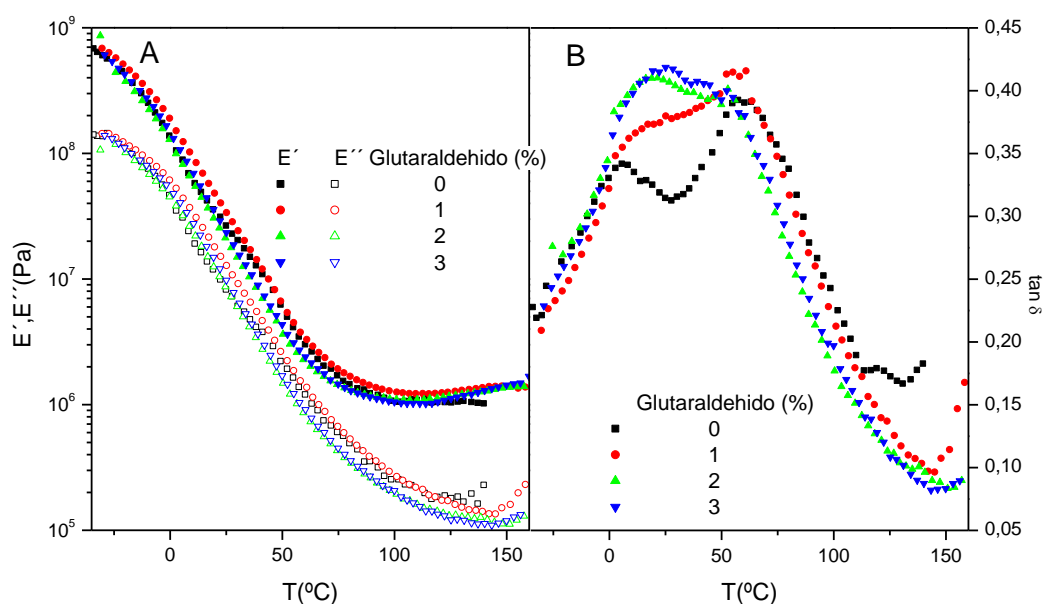 A
B
E´,E´´(Pa)
10⁹
10⁸
10⁷
10⁶
10⁵
E´ E´´ Glutaraldehido (%)
0
1
2
3
0 50 100 150
T(ºC)
Glutaraldehido (%)
0
1
2
3
0 50 100 150
T(ºC)
0,45
0,40
0,35
0,30
0,25
0,20
0,15
0,10
0,05
tan δ